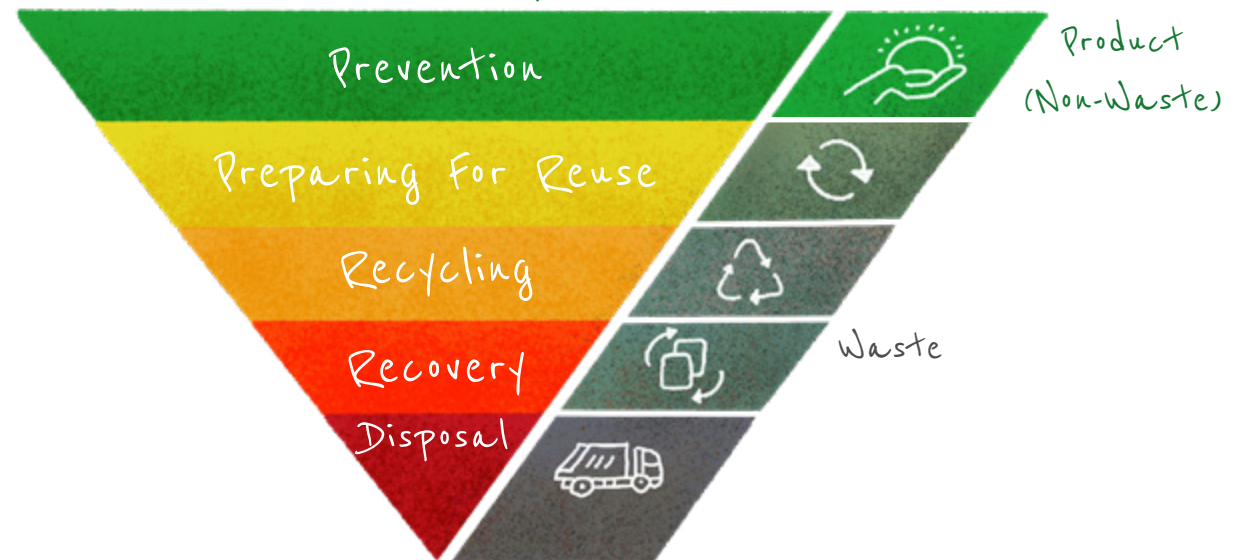 Prevention
Product
(Non-Waste)
Preparing For Reuse
Recycling
Recovery
Waste
Disposal